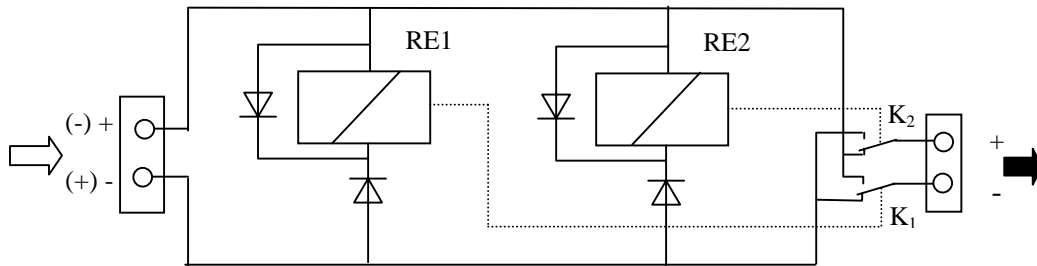 RE1
RE2
(-) +
(+) -
K₂
+
-
K₁